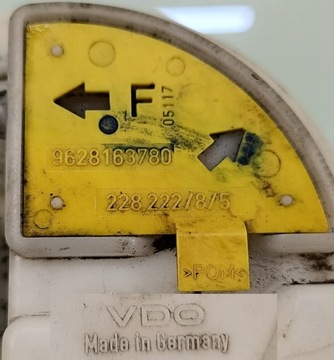 F
05117
9628163780
228.222/8/5
>POM<
VDO
Made in Germany